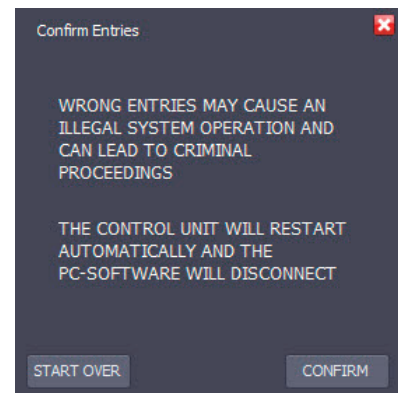 Confirm Entries
WRONG ENTRIES MAY CAUSE AN
ILLEGAL SYSTEM OPERATION AND
CAN LEAD TO CRIMINAL
PROCEEDINGS
THE CONTROL UNIT WILL RESTART
AUTOMATICALLY AND THE
PC-SOFTWARE WILL DISCONNECT
START OVER
CONFIRM